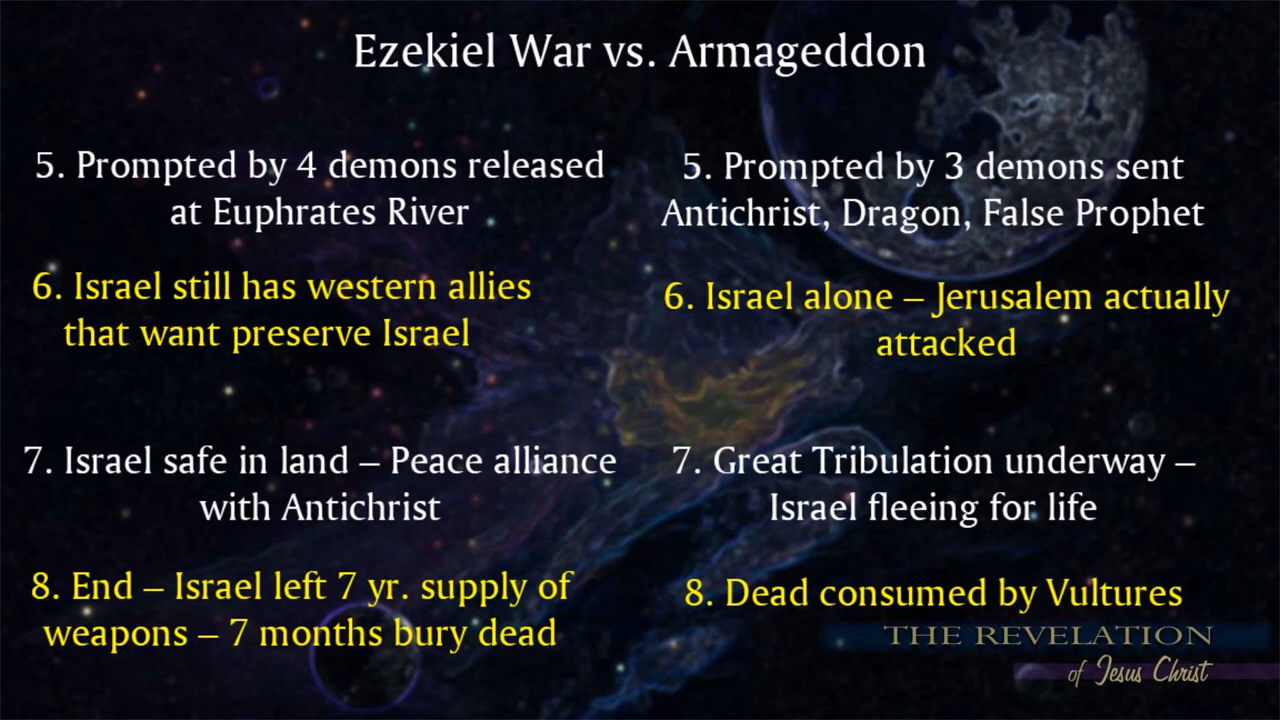 Ezekiel War vs. Armageddon
5. Prompted by 4 demons released
at Euphrates River
5. Prompted by 3 demons sent
Antichrist, Dragon, False Prophet
6. Israel still has western allies
that want preserve Israel
6. Israel alone – Jerusalem actually
attacked
7. Israel safe in land – Peace alliance
with Antichrist
7. Great Tribulation underway –
Israel fleeing for life
8. End – Israel left 7 yr. supply of
weapons – 7 months bury dead
8. Dead consumed by Vultures
THE REVELATION
of Jesus Christ